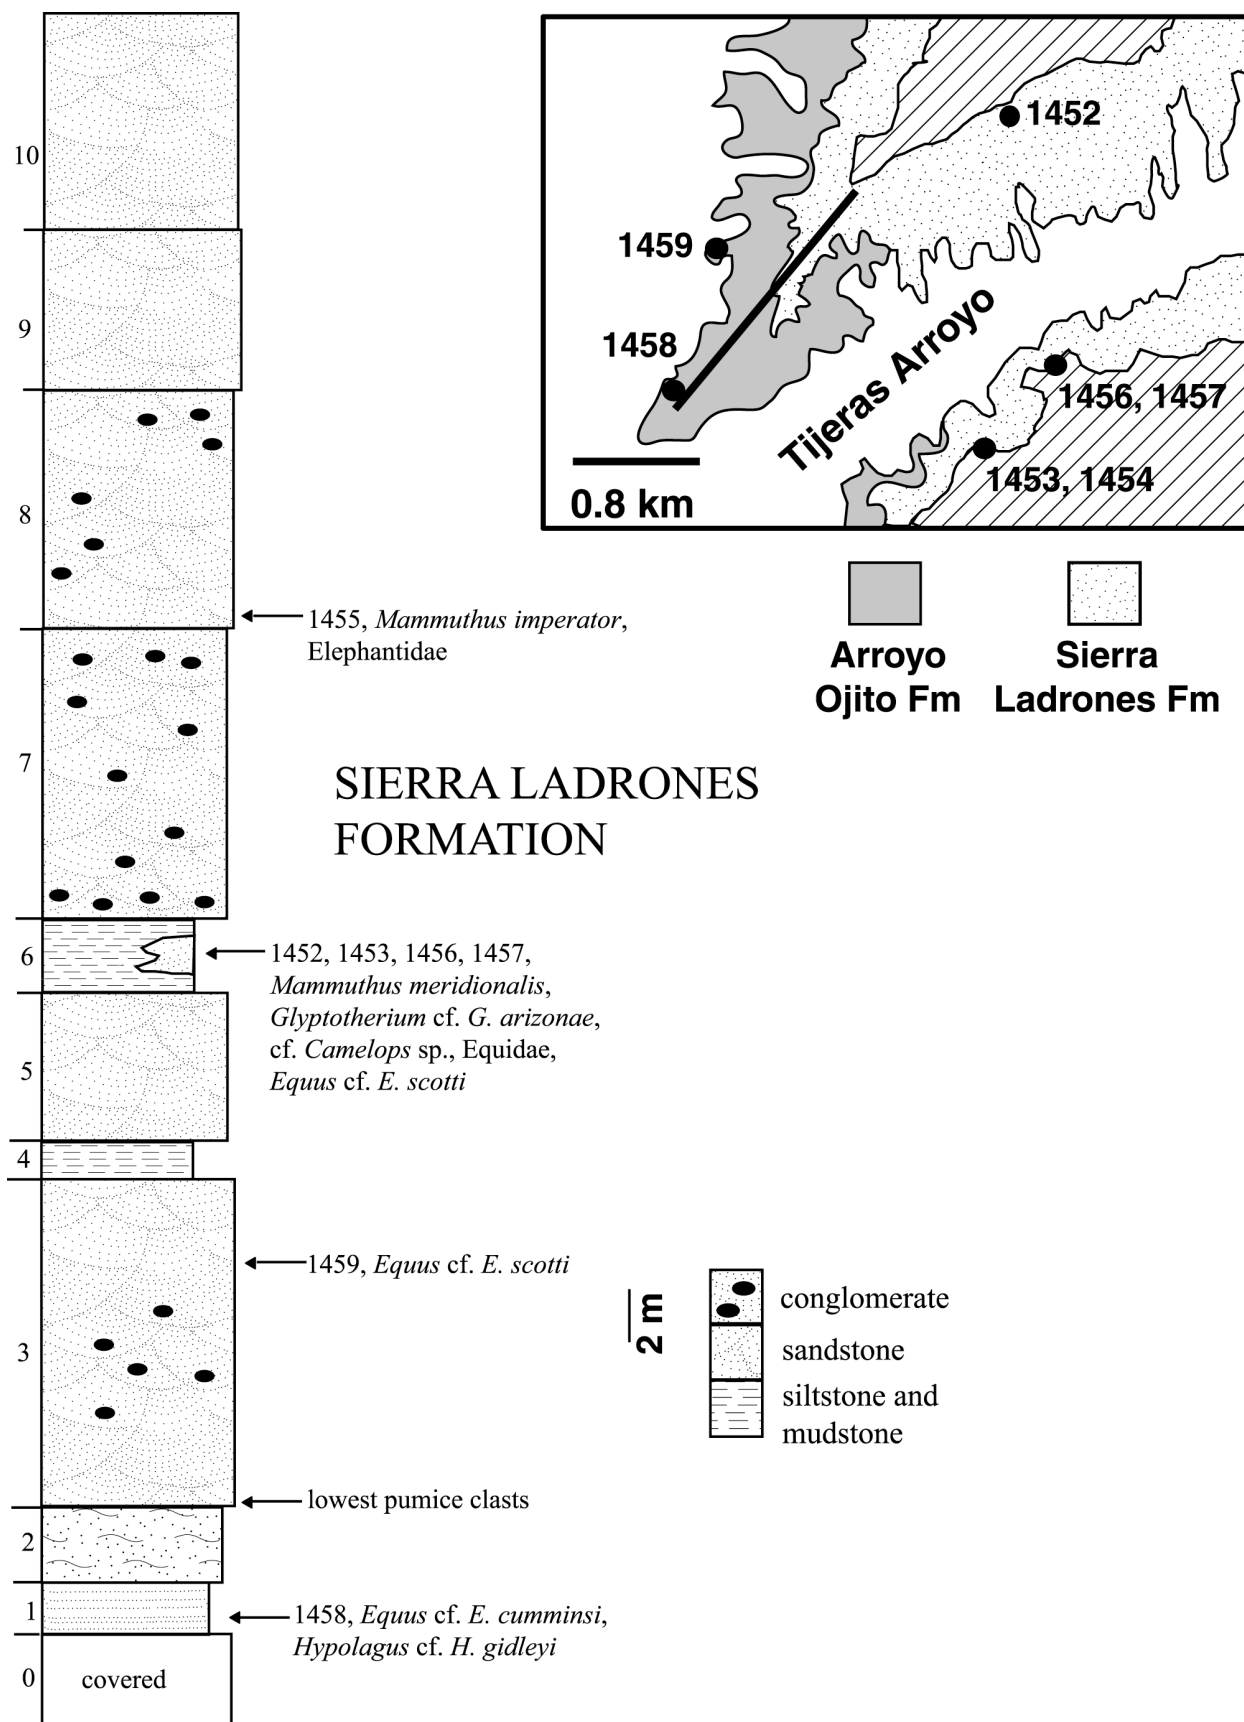 10
9
8
7
6
5
4
3
2
1
0
covered
1452
1459
1458
Tijeras Arroyo
1456, 1457
1453, 1454
0.8 km
Arroyo
Ojito Fm
Sierra
Ladrones Fm
1455, Mammuthus imperator,
Elephantidae
SIERRA LADRONES
FORMATION
1452, 1453, 1456, 1457,
Mammuthus meridionalis,
Glyptotherium cf. G. arizonae,
cf. Camelops sp., Equidae,
Equus cf. E. scotti
1459, Equus cf. E. scotti
2 m
conglomerate
sandstone
siltstone and
mudstone
lowest pumice clasts
1458, Equus cf. E. cumminsi,
Hypolagus cf. H. gidleyi